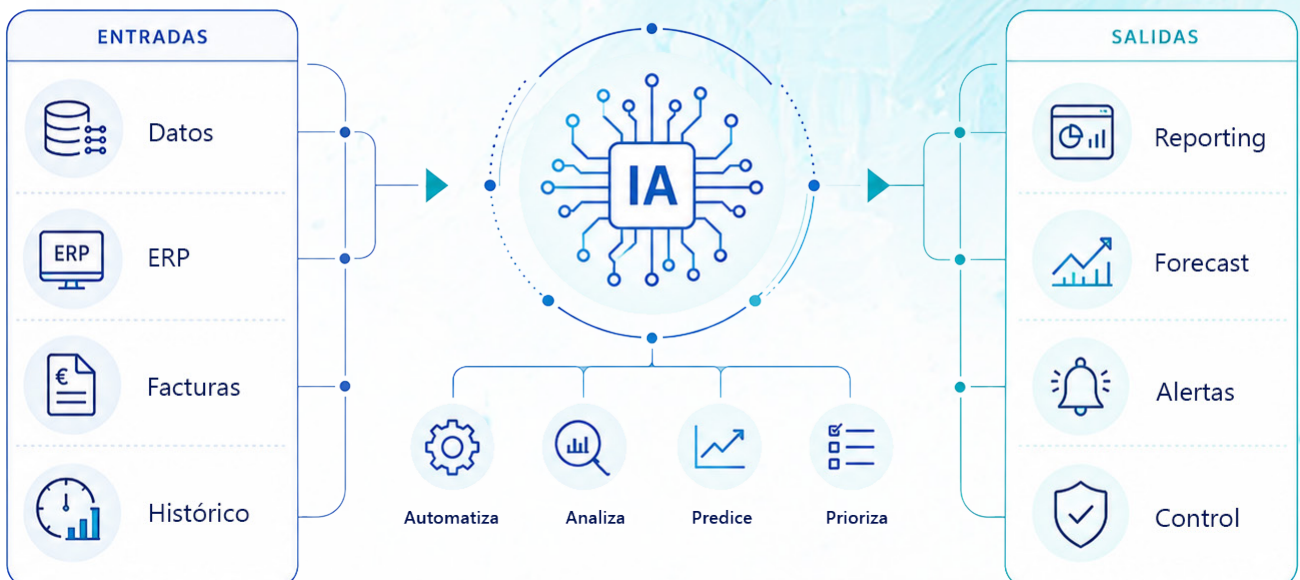 ENTRADAS
Datos
ERP
ERP
Facturas
€
Histórico
IA
Automatiza
Analiza
Predice
Prioriza
SALIDAS
Reporting
Forecast
Alertas
Control